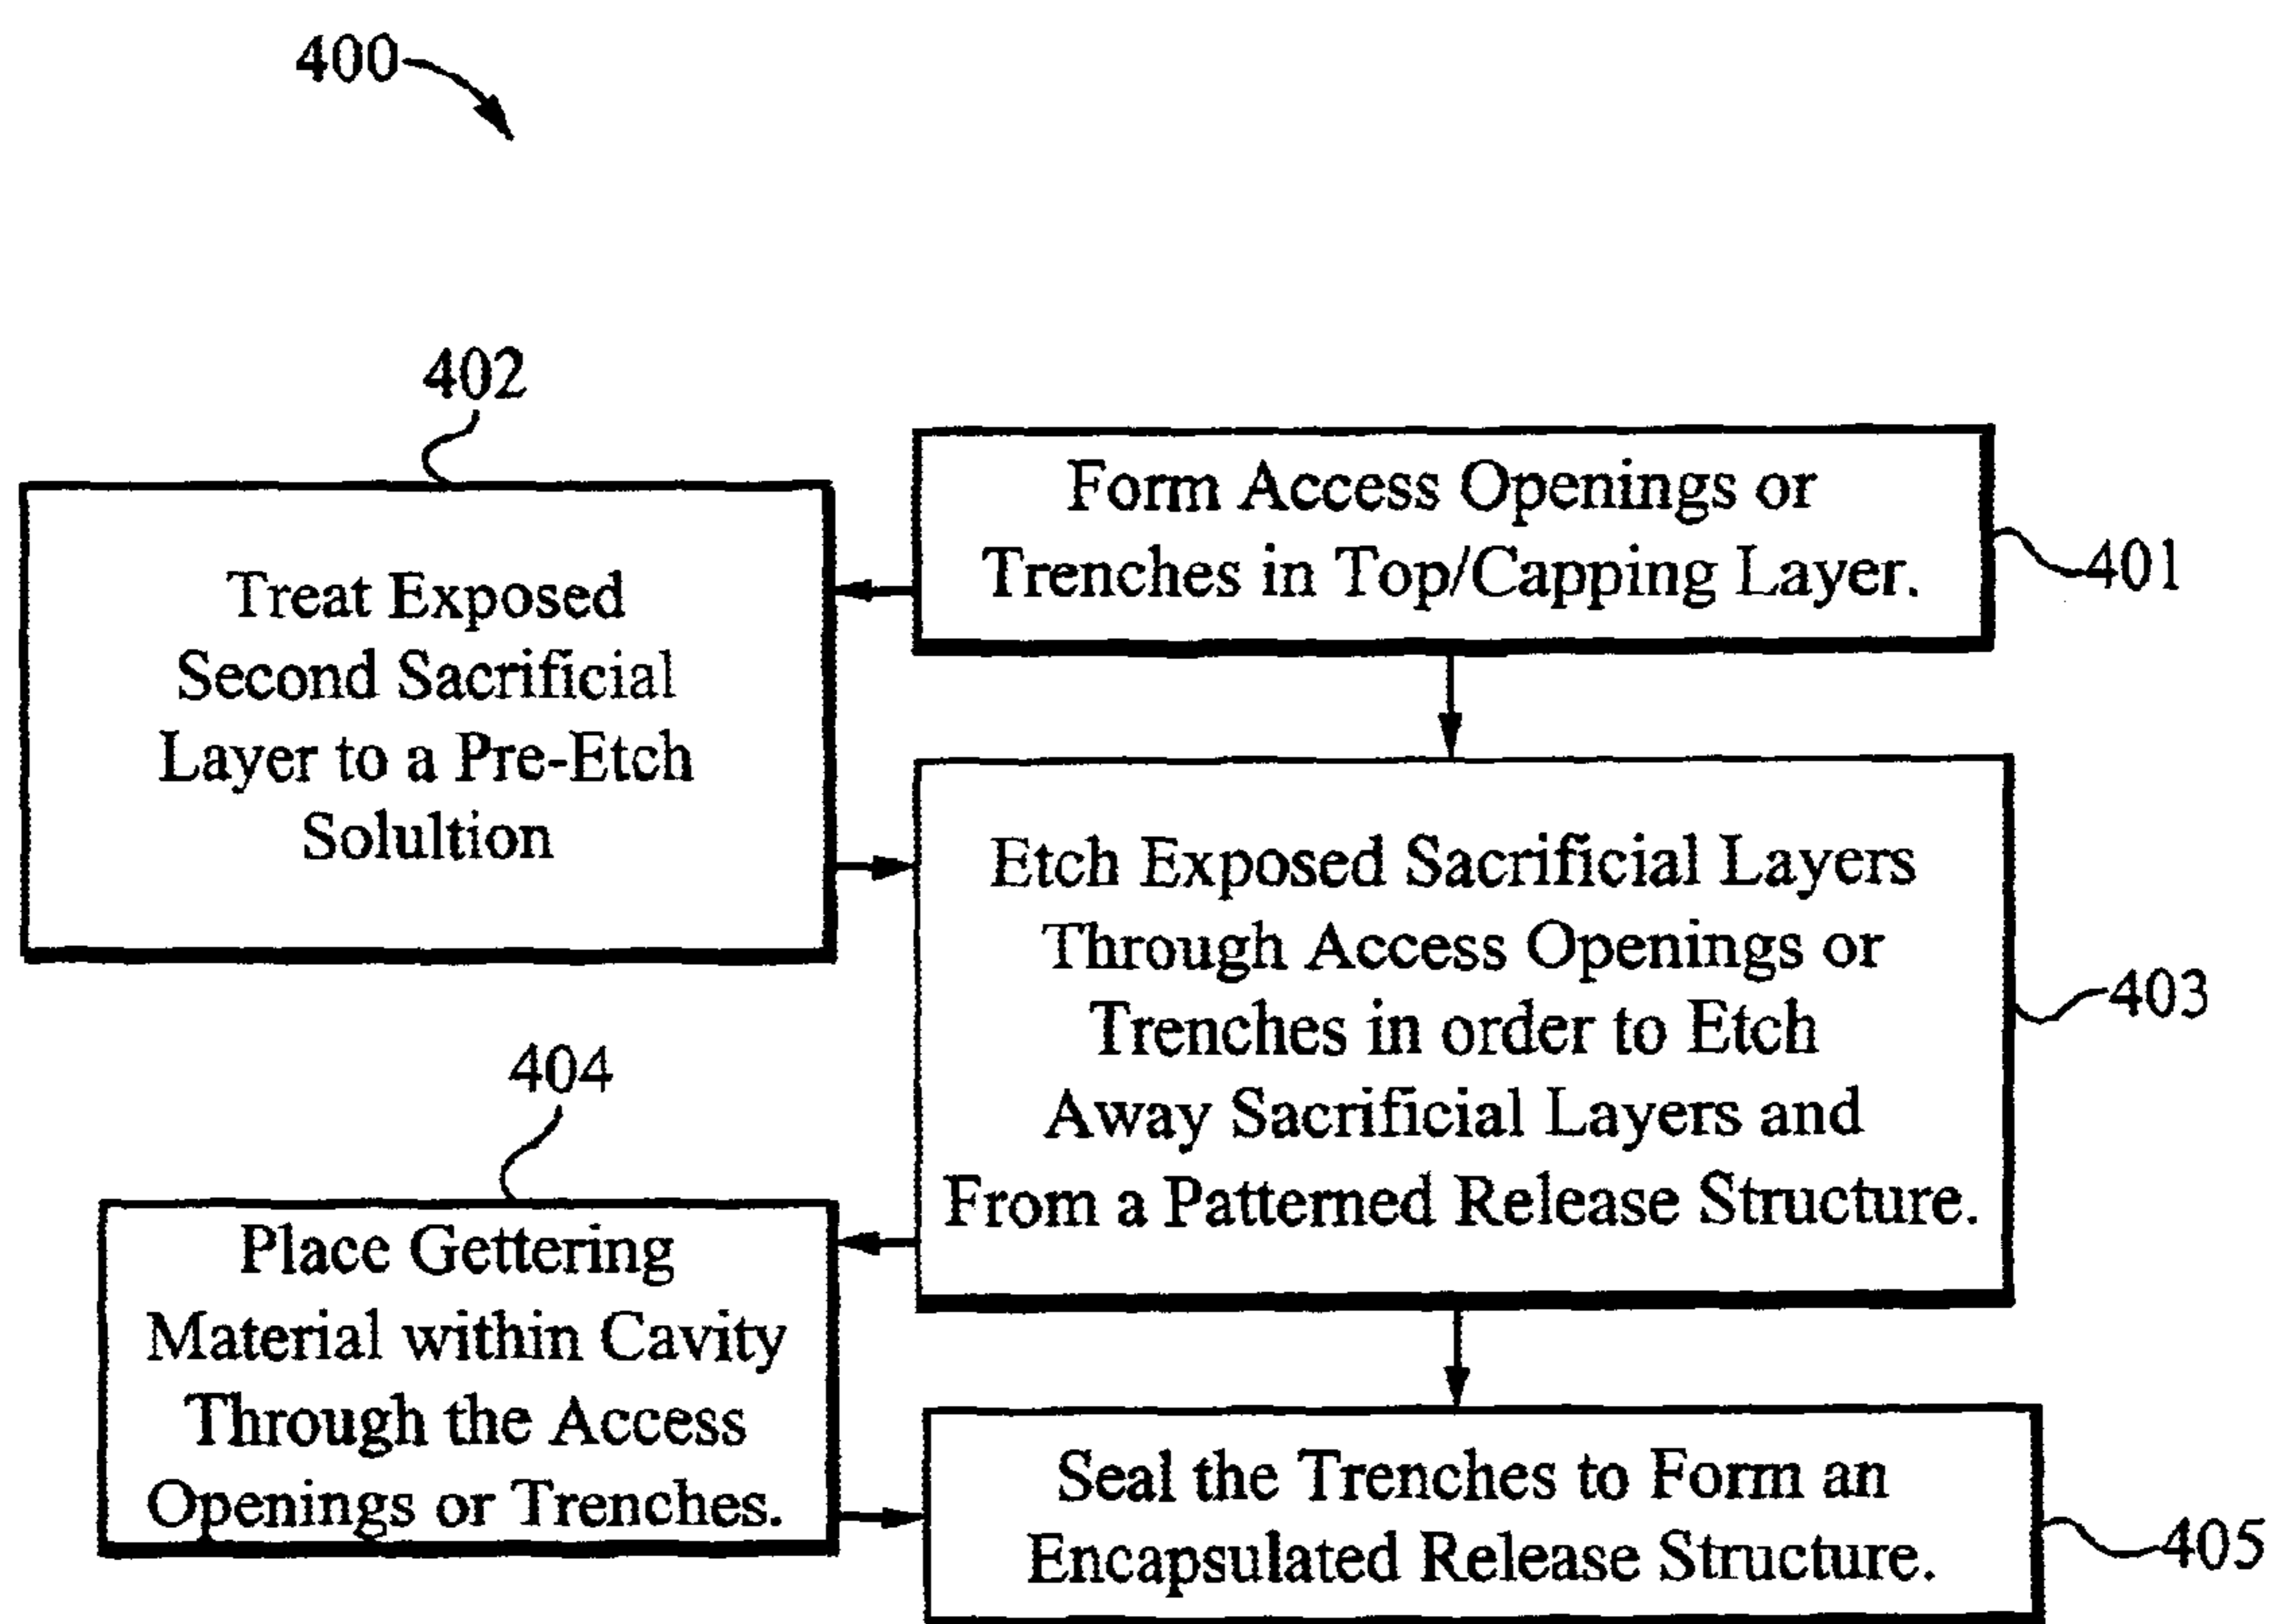 400
402
Form Access Openings or
Trenches in Top/Capping Layer.
401
Treat Exposed
Second Sacrificial
Layer to a Pre-Etch
Solultion
Etch Exposed Sacrificial Layers
Through Access Openings or
Trenches in order to Etch
Away Sacrificial Layers and
From a Patterned Release Structure.
403
404
Place Gettering
Material within Cavity
Through the Access
Openings or Trenches.
Seal the Trenches to Form an
Encapsulated Release Structure.
405